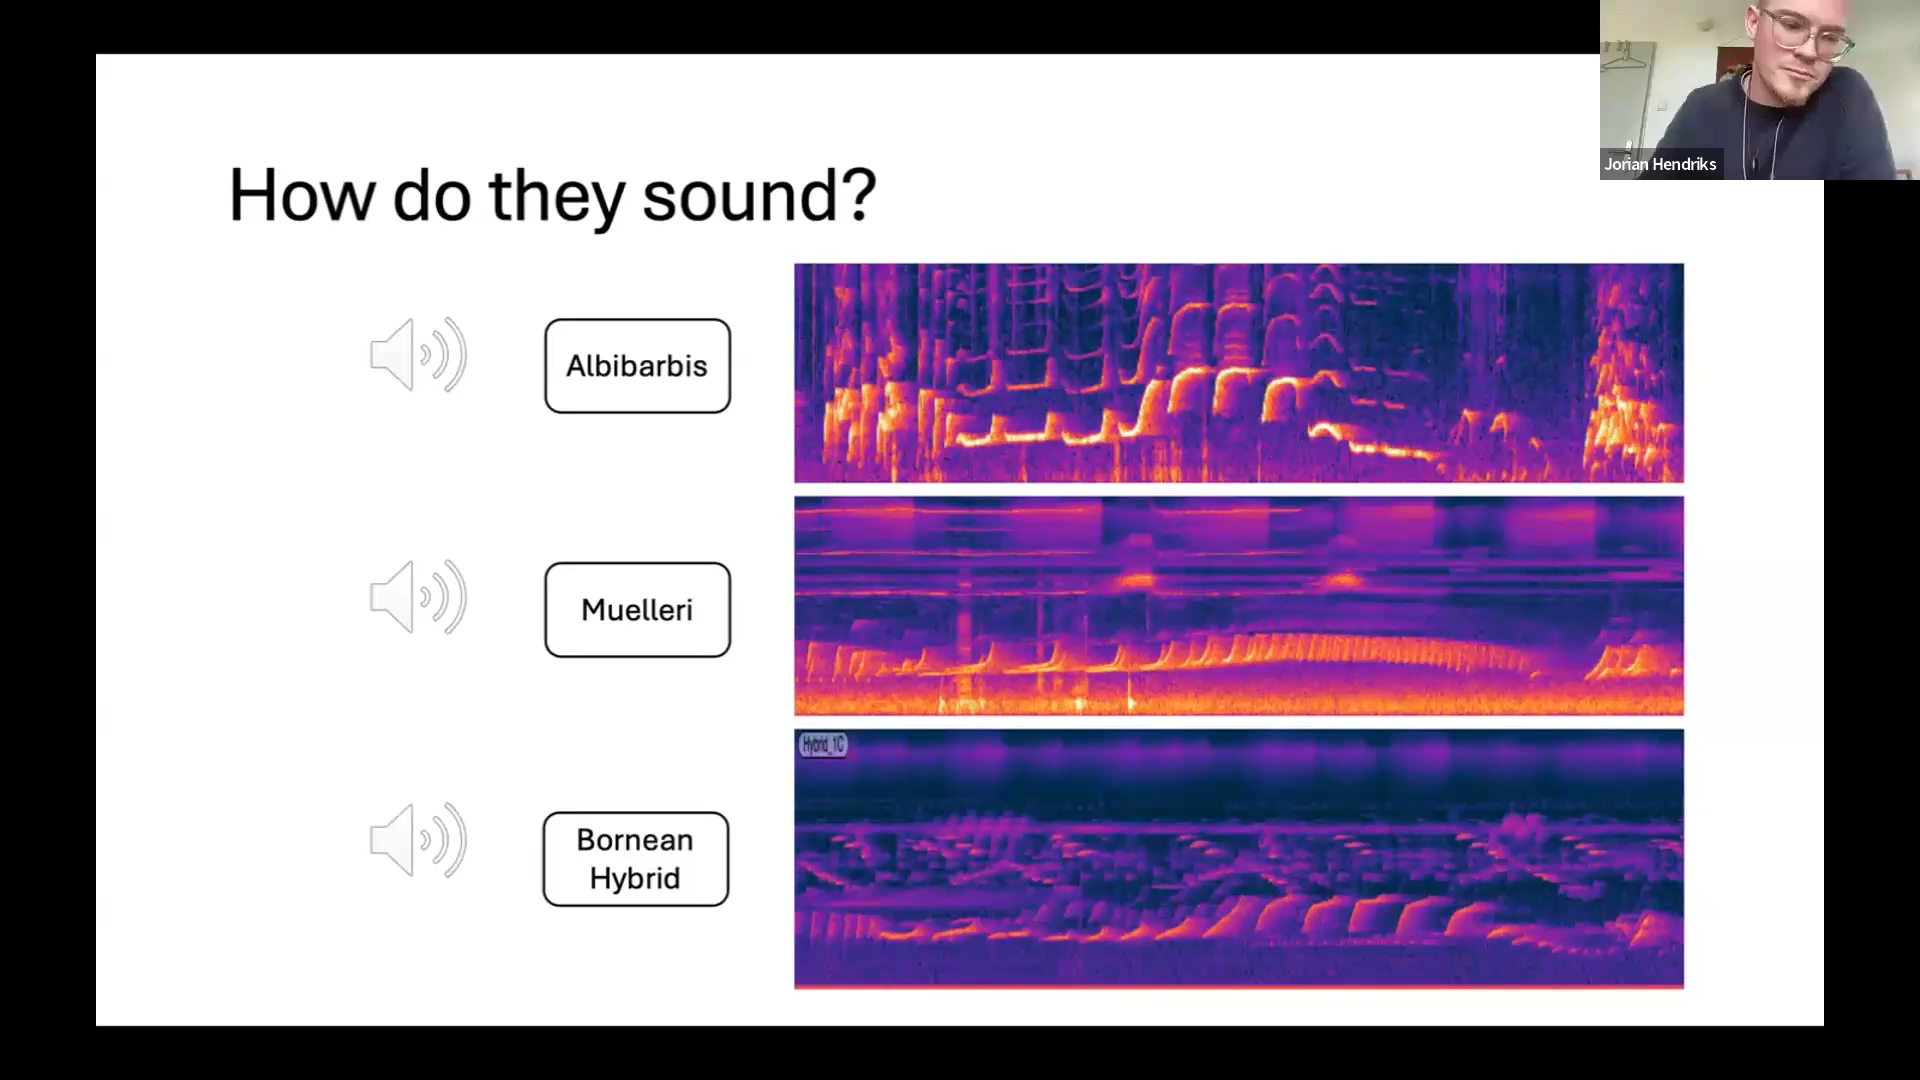 Jorian Hendriks
How do they sound?
Albibarbis
Muelleri
Hybrid_1C
Bornean
Hybrid